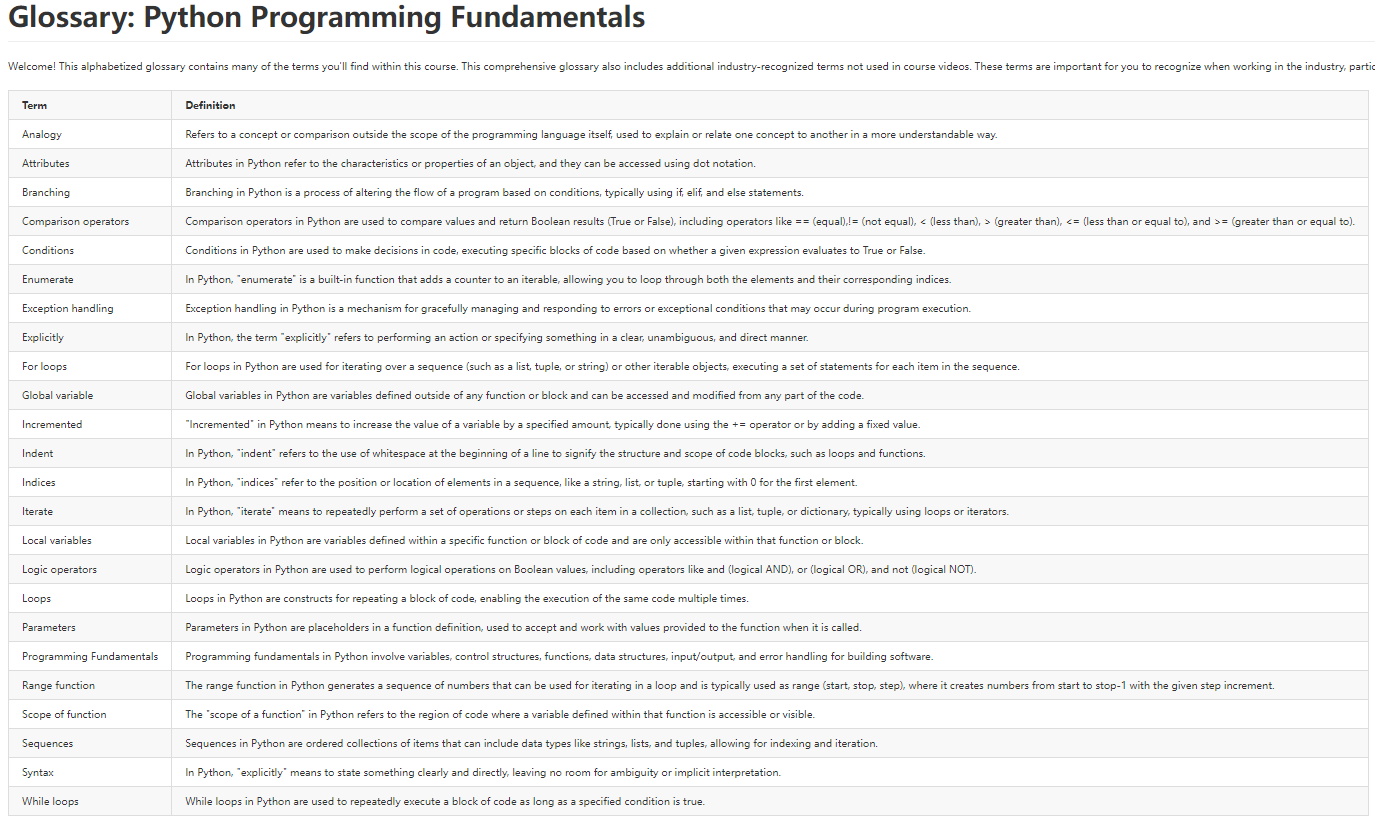 Glossary: Python Programming Fundamentals
Welcome! This alphabetized glossary contains many of the terms you'll find within this course. This comprehensive glossary also includes additional industry-recognized terms not used in course videos. These terms are important for you to recognize when working in the industry,
Term Definition
Analogy Refers to a concept or comparison outside the scope of the programming language itself, used to explain or relate one concept to another in a more understandable way.
Attributes Attributes in Python refer to the characteristics or properties of an object, and they can be accessed using dot notation.
Branching Branching in Python is a process of altering the flow of a program based on conditions, typically using if, elif, and else statements.
Comparison operators Comparison operators in Python are used to compare values and return Boolean results (True or False), including operators like == (equal),!= (not equal), < (less than), > (greater than), <= (less than or equal to), and >= (greater than or equal to).
Conditions Conditions in Python are used to make decisions in code, executing specific blocks of code based on whether a given expression evaluates to True or False.
Enumerate In Python, "enumerate" is a built-in function that adds a counter to an iterable, allowing you to loop through both the elements and their corresponding indices.
Exception handling Exception handling in Python is a mechanism for gracefully managing and responding to errors or exceptional conditions that may occur during program execution.
Explicitly In Python, the term "explicitly" refers to performing an action or specifying something in a clear, unambiguous, and direct manner.
For loops For loops in Python are used for iterating over a sequence (such as a list, tuple, or string) or other iterable objects, executing a set of statements for each item in the sequence.
Global variable Global variables in Python are variables defined outside of any function or block and can be accessed and modified from any part of the code.
Incremented "Incremented" in Python means to increase the value of a variable by a specified amount, typically done using the += operator or by adding a fixed value.
Indent In Python, "indent" refers to the use of whitespace at the beginning of a line to signify the structure and scope of code blocks, such as loops and functions.
Indices In Python, "indices" refer to the position or location of elements in a sequence, like a string, list, or tuple, starting with 0 for the first element.
Iterate In Python, "iterate" means to repeatedly perform a set of operations or steps on each item in a collection, such as a list, tuple, or dictionary, typically using loops or iterators.
Local variables Local variables in Python are variables defined within a specific function or block of code and are only accessible within that function or block.
Logic operators Logic operators in Python are used to perform logical operations on Boolean values, including operators like and (logical AND), or (logical OR), and not (logical NOT).
Loops Loops in Python are constructs for repeating a block of code, enabling the execution of the same code multiple times.
Parameters Parameters in Python are placeholders in a function definition, used to accept and work with values provided to the function when it is called.
Programming Fundamentals Programming fundamentals in Python involve variables, control structures, functions, data structures, input/output, and error handling for building software.
Range function The range function in Python generates a sequence of numbers that can be used for iterating in a loop and is typically used as range (start, stop, step), where it creates numbers from start to stop-1 with the given step increment.
Scope of function The "scope of a function" in Python refers to the region of code where a variable defined within that function is accessible or visible.
Sequences Sequences in Python are ordered collections of items that can include data types like strings, lists, and tuples, allowing for indexing and iteration.
Syntax In Python, "explicitly" means to state something clearly and directly, leaving no room for ambiguity or implicit interpretation.
While loops While loops in Python are used to repeatedly execute a block of code as long as a specified condition is true.